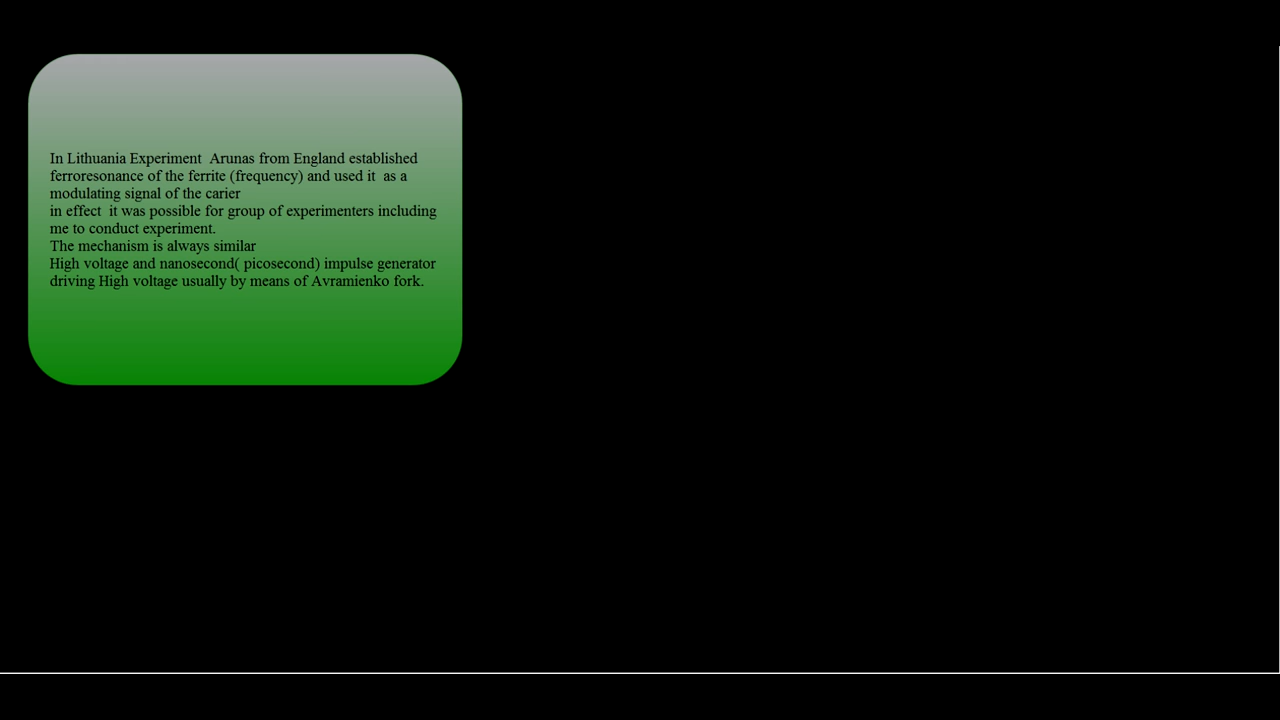 In Lithuania Experiment  Arunas from England established
ferroresonance of the ferrite (frequency) and used it  as a
modulating signal of the carier
in effect  it was possible for group of experimenters including
me to conduct experiment.
The mechanism is always similar
High voltage and nanosecond( picosecond) impulse generator
driving High voltage usually by means of Avramienko fork.